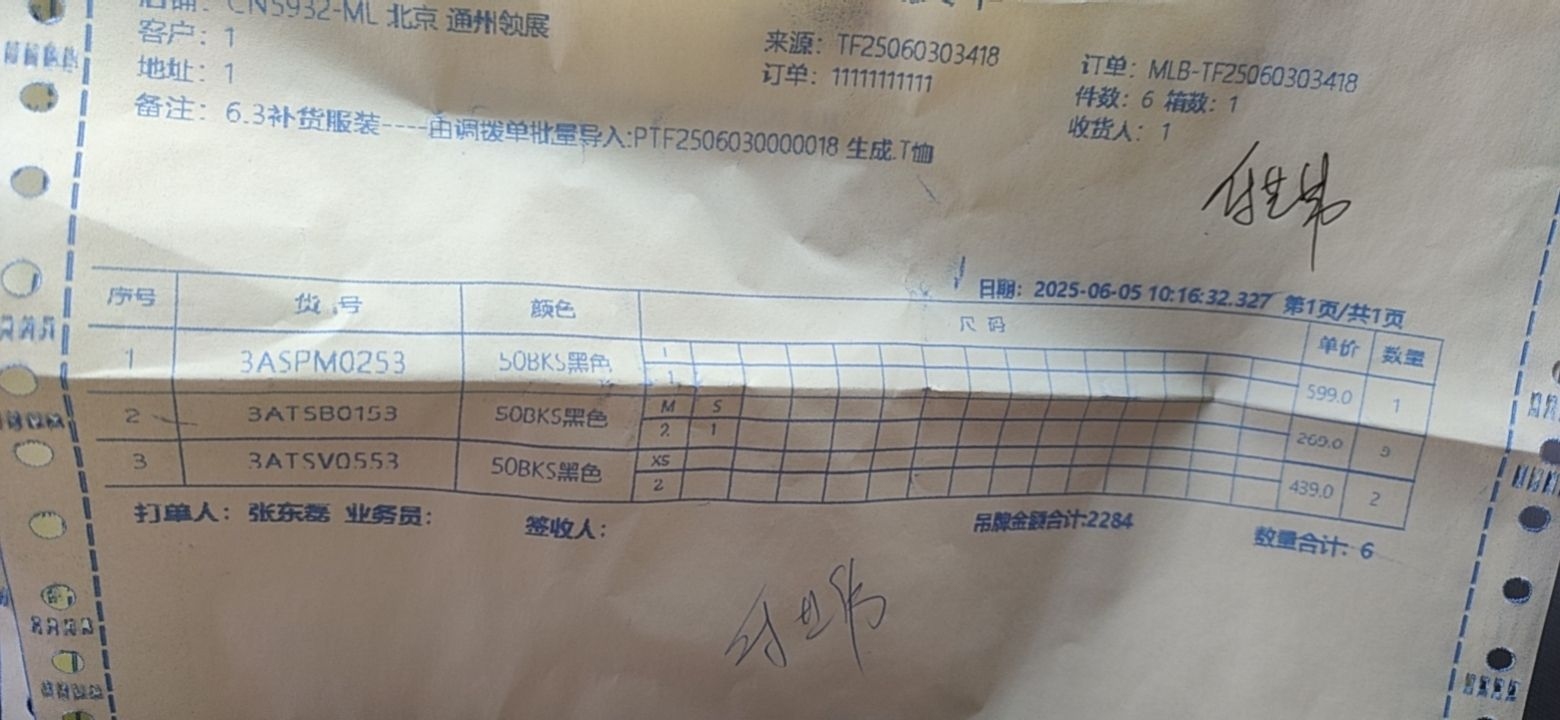 CN5932-ML 北京 通州领展
客户: 1
地址: 1
备注: 6.3补货服装----由调拨单批量导入:PTF2506030000018 生成.T恤
来源: TF25060303418
订单: 11111111111
订单: MLB-TF25060303418
件数: 6 箱数: 1
收货人: 1
日期: 2025-06-05 10:16:32.327 第1页/共1页
序号 货号 颜色 尺码 单价 数量
1 3ASPM0253 50BKS黑色 1 1 599.0 1
2 3ATSB0153 50BKS黑色 M S 2 1 269.0 3
3 3ATSV0553 50BKS黑色 XS 2 439.0 2
打单人: 张东磊 业务员: 签收人: 吊牌金额合计:2284 数量合计: 6